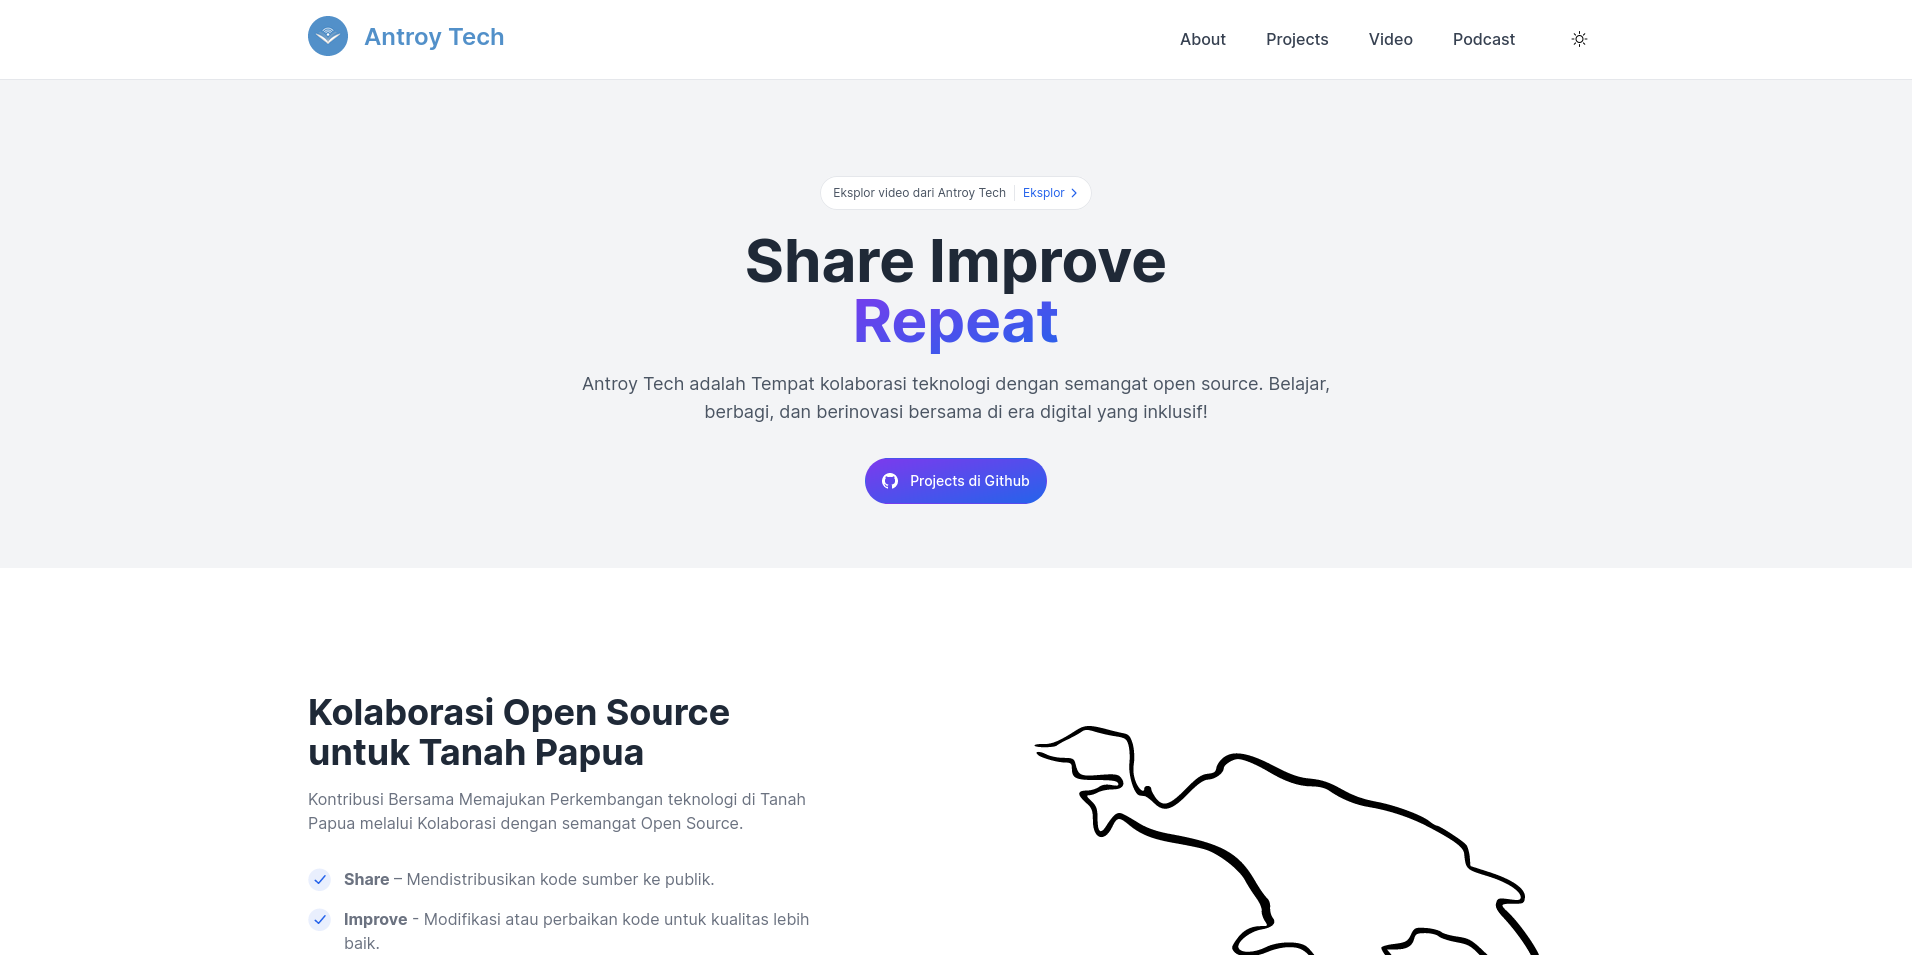 Antroy Tech
About
Projects
Video
Podcast
Eksplor video dari Antroy Tech
Eksplor
Share Improve
Repeat
Antroy Tech adalah Tempat kolaborasi teknologi dengan semangat open source. Belajar,
berbagi, dan berinovasi bersama di era digital yang inklusif!
Projects di Github
Kolaborasi Open Source
untuk Tanah Papua
Kontribusi Bersama Memajukan Perkembangan teknologi di Tanah
Papua melalui Kolaborasi dengan semangat Open Source.
Share – Mendistribusikan kode sumber ke publik.
Improve - Modifikasi atau perbaikan kode untuk kualitas lebih
baik.